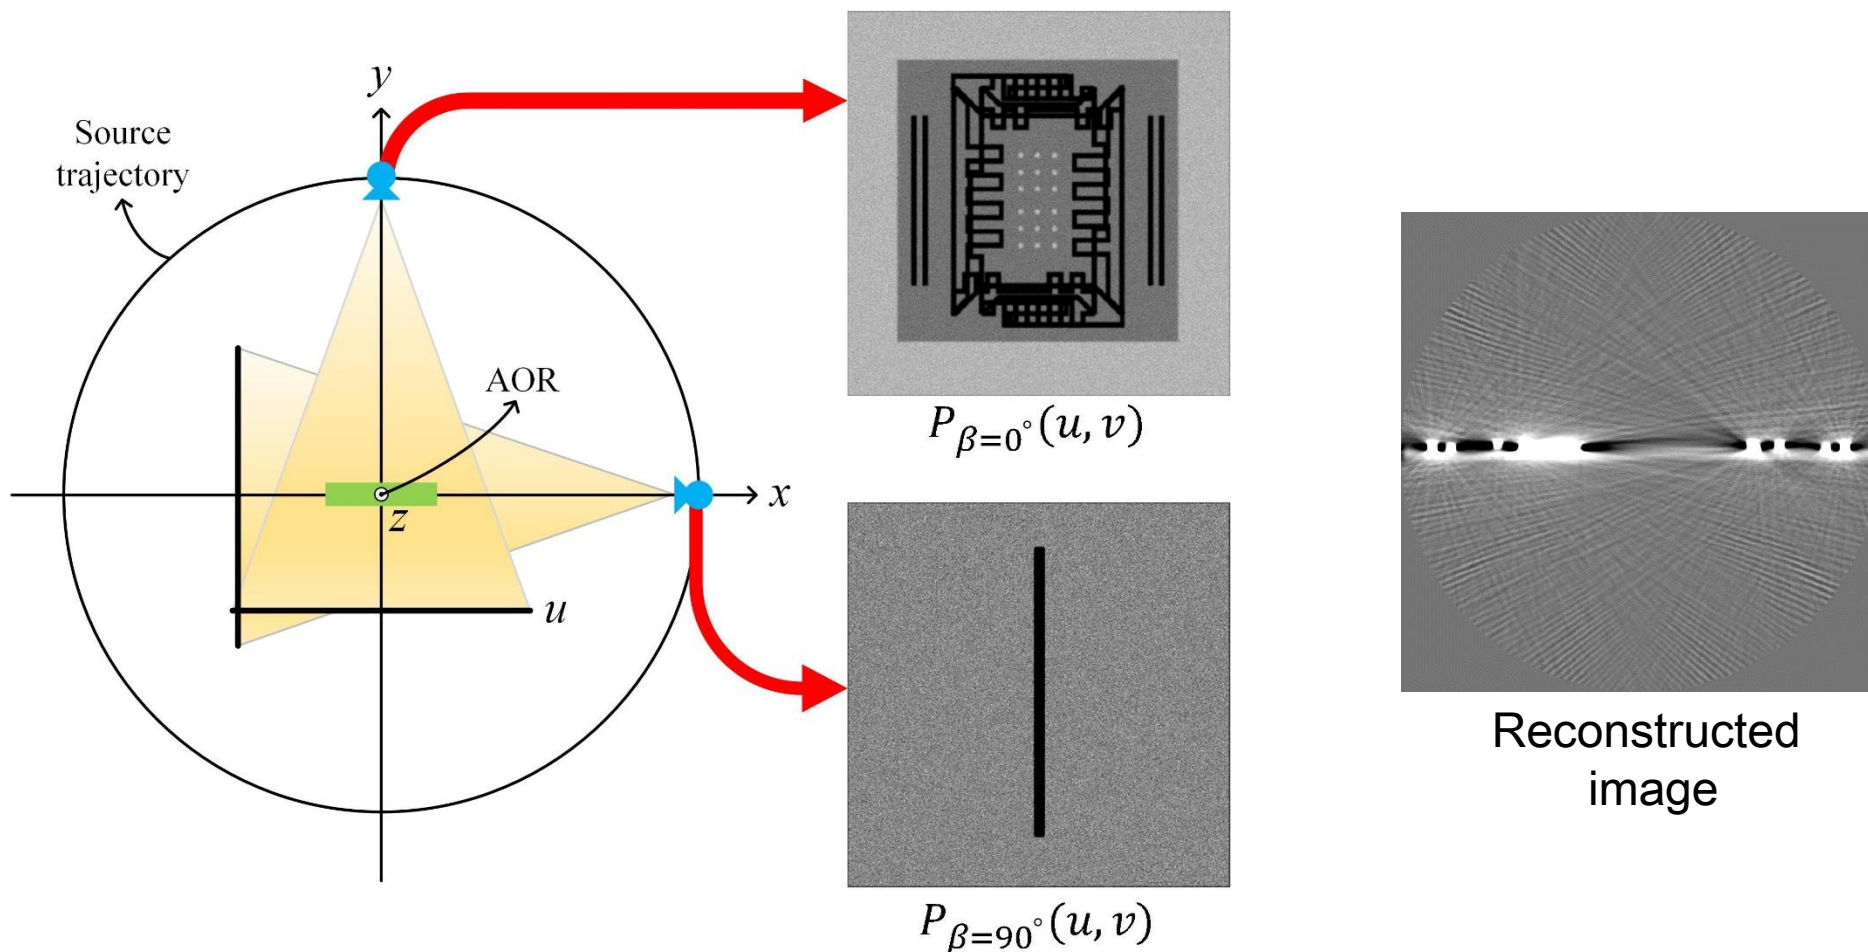 y
Source
trajectory
AOR
x
z
u
P_{β=0°}(u, v)
P_{β=90°}(u, v)
Reconstructed
image